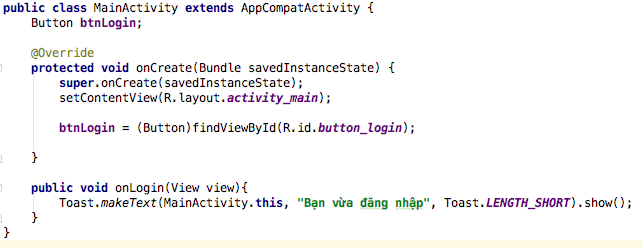 public class MainActivity extends AppCompatActivity {
    Button btnLogin;
    @Override
    protected void onCreate(Bundle savedInstanceState) {
        super.onCreate(savedInstanceState);
        setContentView(R.layout.activity_main);
        btnLogin = (Button)findViewById(R.id.button_login);
    }
    public void onLogin(View view){
        Toast.makeText(MainActivity.this, "Bạn vừa đăng nhập", Toast.LENGTH_SHORT).show();
    }
}